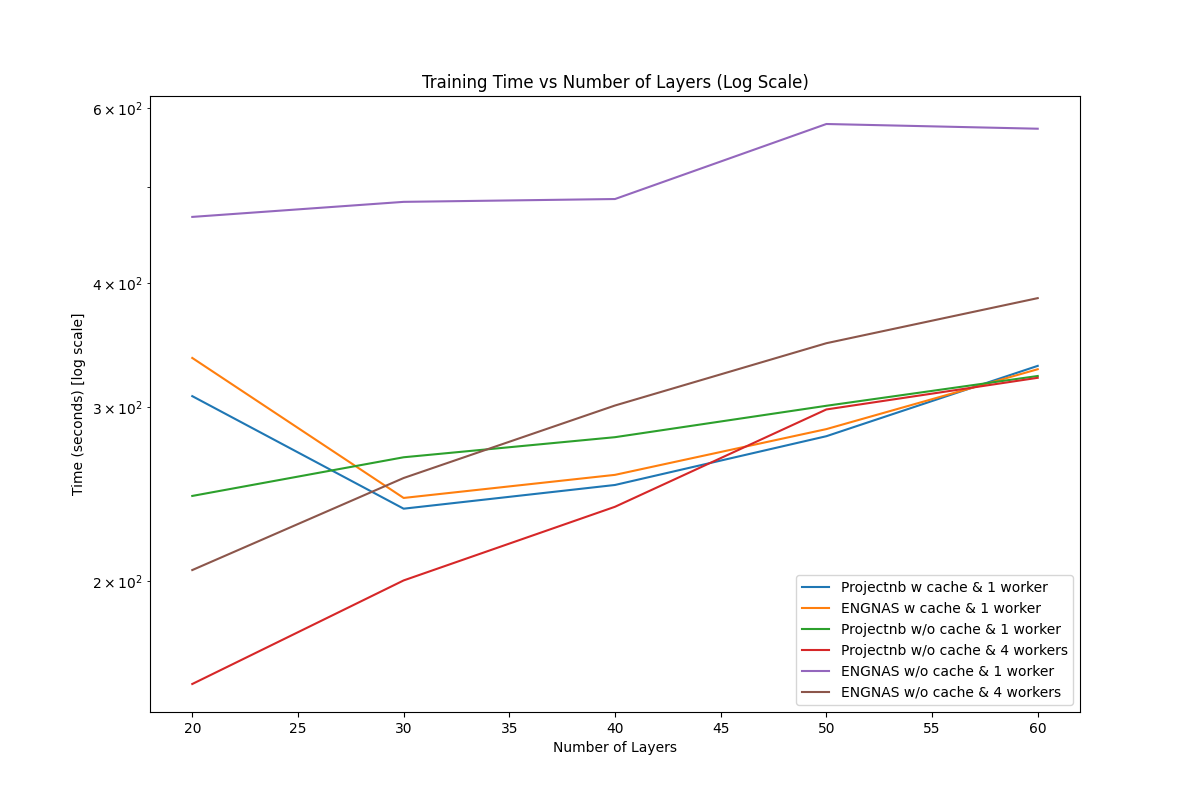 Training Time vs Number of Layers (Log Scale)
6 × 10²
4 × 10²
3 × 10²
2 × 10²
Time (seconds) [log scale]
Projectnb w cache & 1 worker
ENGNAS w cache & 1 worker
Projectnb w/o cache & 1 worker
Projectnb w/o cache & 4 workers
ENGNAS w/o cache & 1 worker
ENGNAS w/o cache & 4 workers
20 25 30 35 40 45 50 55 60
Number of Layers